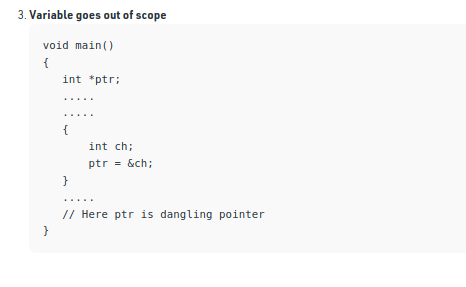 3. Variable goes out of scope
void main()
{
   int *ptr;
   .....
   .....
   {
       int ch;
       ptr = &ch;
   }
   .....
   // Here ptr is dangling pointer
}